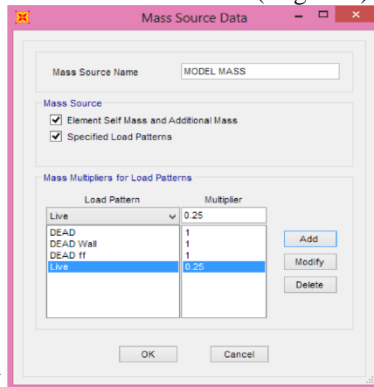 Mass Source Data
Mass Source Name
MODEL MASS
Mass Source
Element Self Mass and Additional Mass
Specified Load Patterns
Mass Multipliers for Load Patterns
Load Pattern Multiplier
Live 0.25
DEAD 1
DEAD Wall 1
DEAD ff 1
Live 0.25
Add
Modify
Delete
OK Cancel